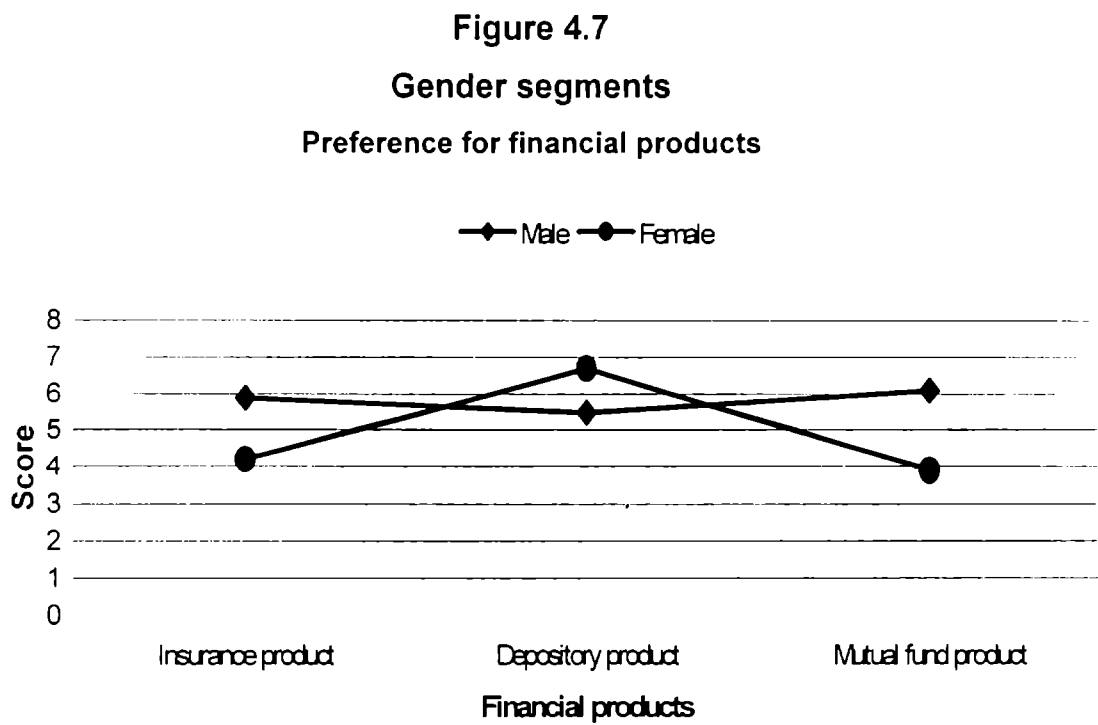 Figure 4.7
Gender segments
Preference for financial products
Male Female
8
7
6
5
4
3
2
1
0
Score
Insurance product Depository product Mutual fund product
Financial products